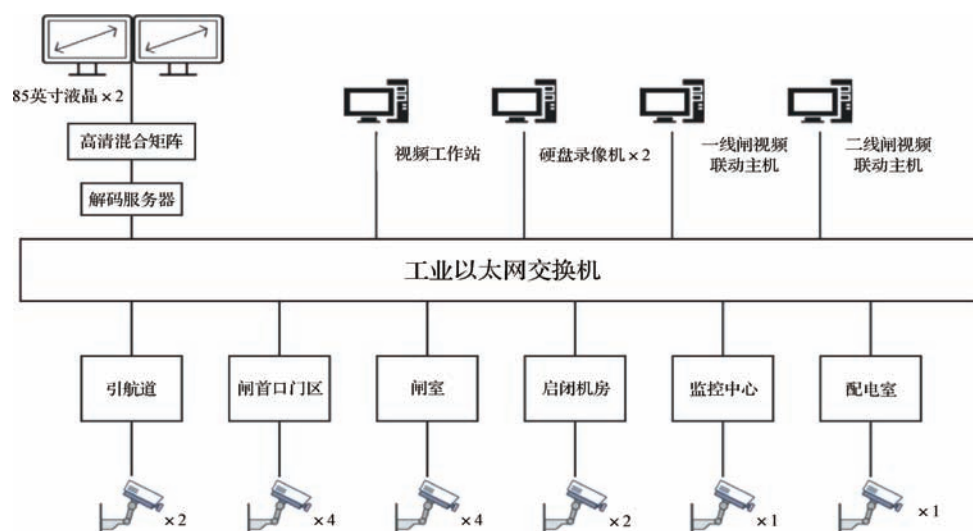 85英寸液晶×2
高清混合矩阵
解码服务器
视频工作站
硬盘录像机×2
一线闸视频
联动主机
二线闸视频
联动主机
工业以太网交换机
引航道
闸首口门区
闸室
启闭机房
监控中心
配电室
×2
×4
×4
×2
×1
×1